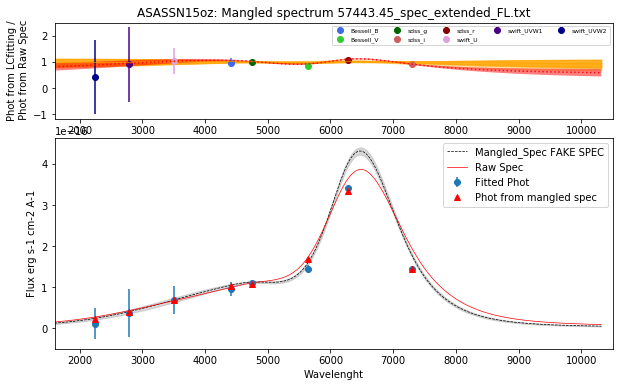 ASASSN15oz: Mangled spectrum 57443.45_spec_extended_FL.txt
Phot from LCfitting /
Phot from Raw Spec
2
1
0
−1
Bessell_B
Bessell_V
sdss_g
sdss_i
sdss_r
swift_U
swift_UVW1
swift_UVW2
2000 3000 4000 5000 6000 7000 8000 9000 10000
1e−16
Flux erg s-1 cm-2 A-1
4
3
2
1
0
Mangled_Spec FAKE SPEC
Raw Spec
Fitted Phot
Phot from mangled spec
2000 3000 4000 5000 6000 7000 8000 9000 10000
Wavelenght